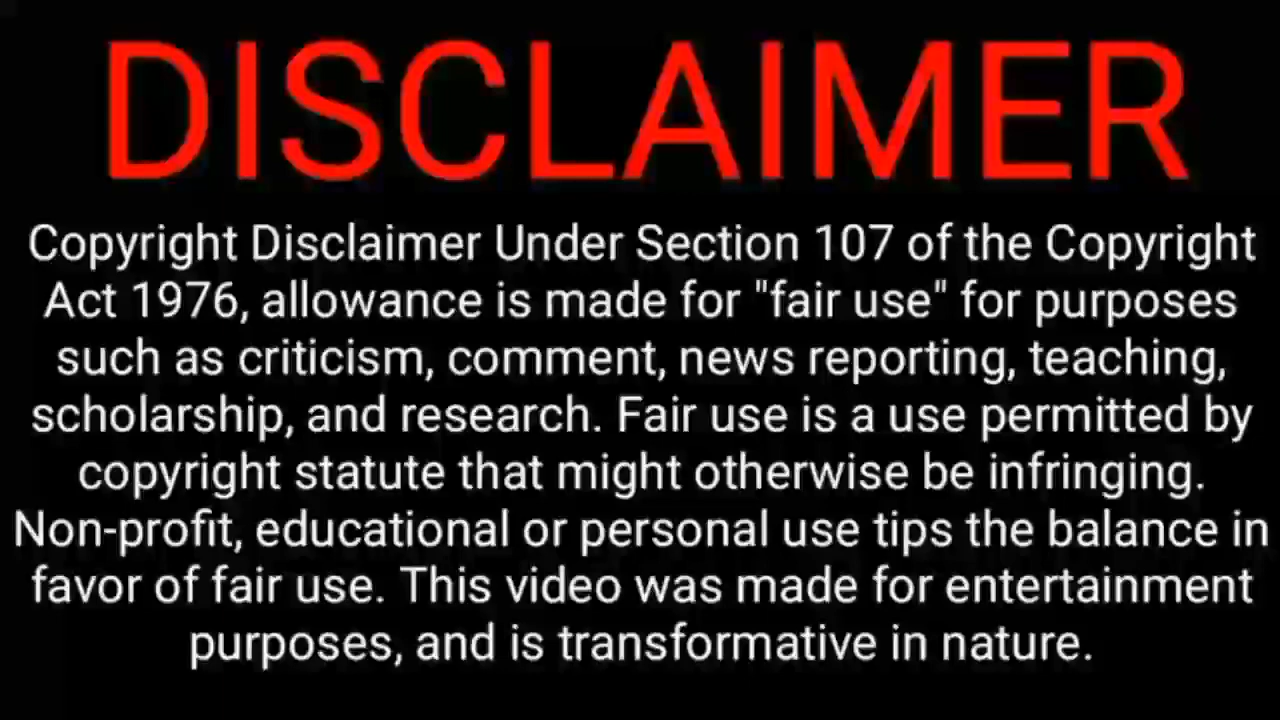 DISCLAIMER
Copyright Disclaimer Under Section 107 of the Copyright
Act 1976, allowance is made for "fair use" for purposes
such as criticism, comment, news reporting, teaching,
scholarship, and research. Fair use is a use permitted by
copyright statute that might otherwise be infringing.
Non-profit, educational or personal use tips the balance in
favor of fair use. This video was made for entertainment
purposes, and is transformative in nature.